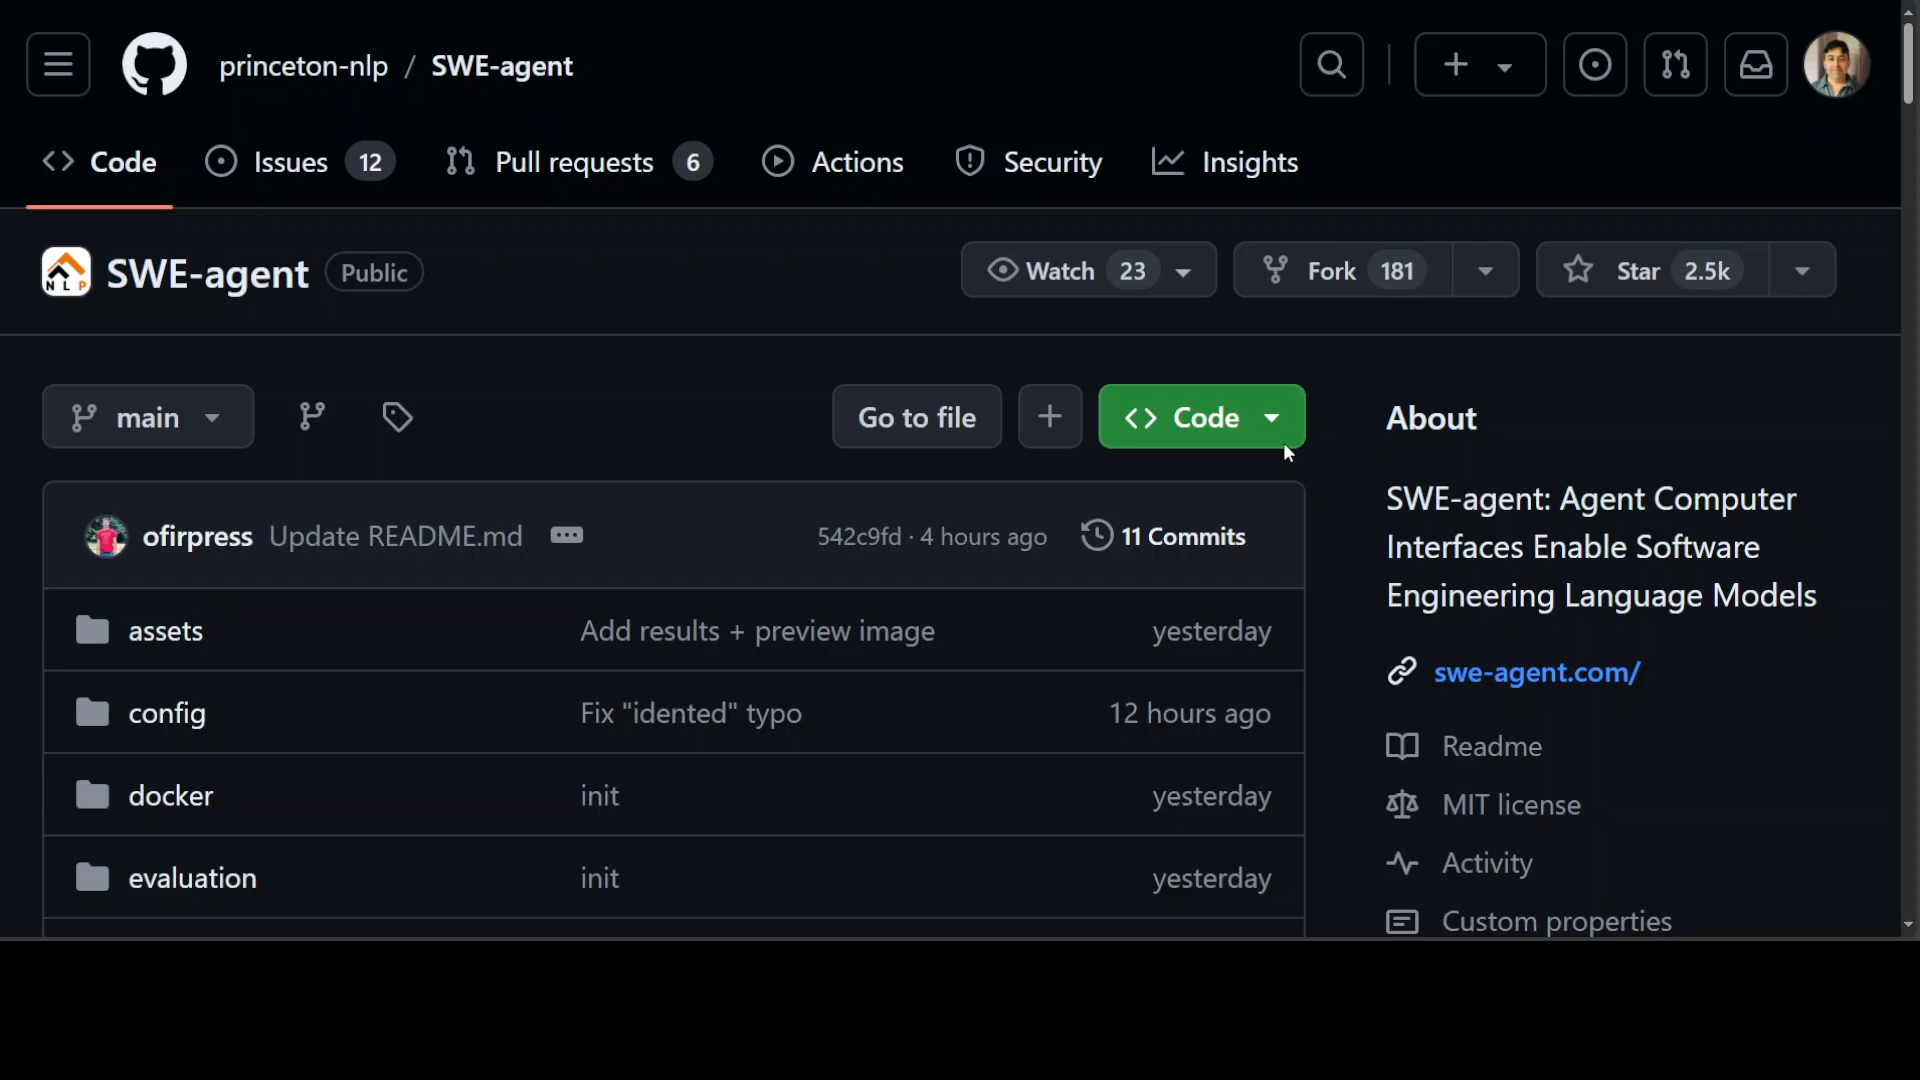 princeton-nlp / SWE-agent
Code Issues 12 Pull requests 6 Actions Security Insights
NLP SWE-agent Public Watch 23 Fork 181 Star 2.5k
main Go to file Code
ofirpress Update README.md 542c9fd · 4 hours ago 11 Commits
assets Add results + preview image yesterday
config Fix "idented" typo 12 hours ago
docker init yesterday
evaluation init yesterday
About
SWE-agent: Agent Computer
Interfaces Enable Software
Engineering Language Models
swe-agent.com/
Readme
MIT license
Activity
Custom properties